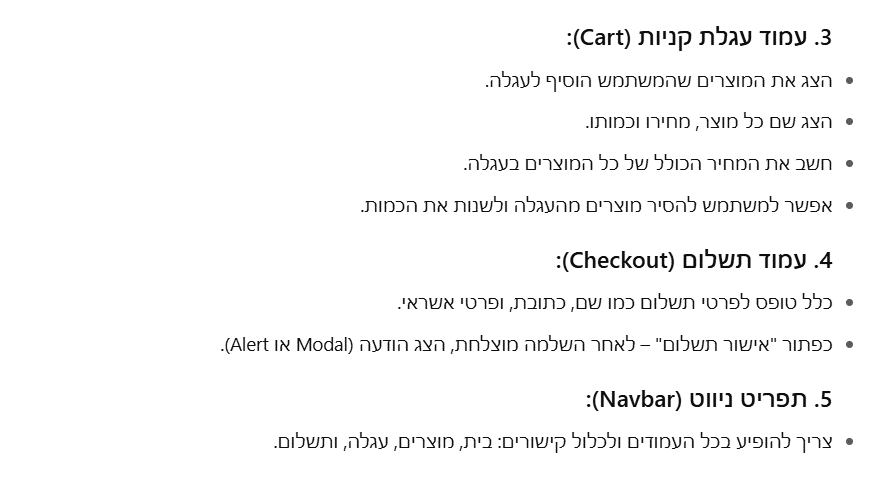 3. עמוד עגלת קניות (Cart):
• הצג את המוצרים שהמשתמש הוסיף לעגלה.
• הצג שם כל מוצר, מחירו וכמותו.
• חשב את המחיר הכולל של כל המוצרים בעגלה.
• אפשר למשתמש להסיר מוצרים מהעגלה ולשנות את הכמות.
4. עמוד תשלום (Checkout):
• כלל טופס לפרטי תשלום כמו שם, כתובת, ופרטי אשראי.
• כפתור "אישור תשלום" – לאחר השלמה מוצלחת, הצג הודעה (Modal או Alert).
5. תפריט ניווט (Navbar):
• צריך להופיע בכל העמודים ולכלול קישורים: בית, מוצרים, עגלה, ותשלום.